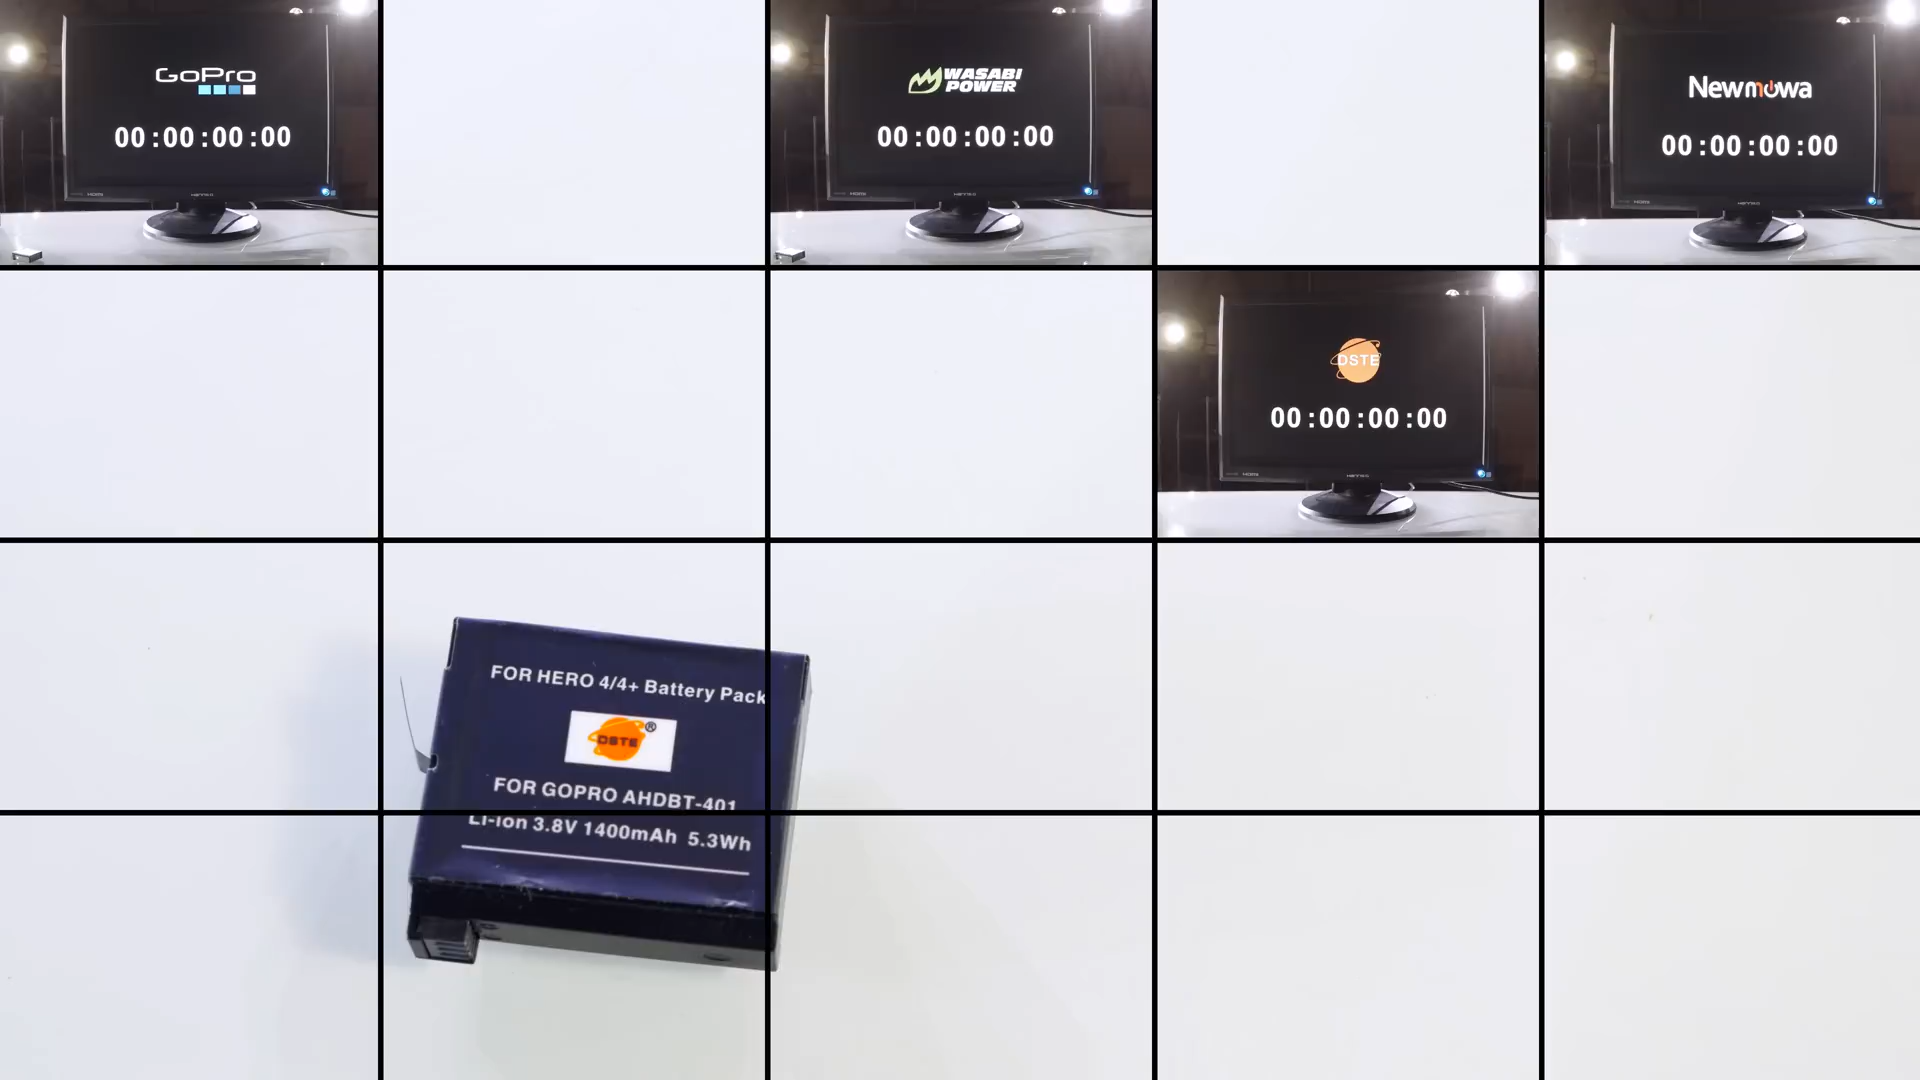 GoPro
00:00:00:00
WASABI
POWER
00:00:00:00
Newmowa
00:00:00:00
DSTE
00:00:00:00
FOR HERO 4/4+ Battery Pack
DSTE®
FOR GOPRO AHDBT-401
Li-ion 3.8V 1400mAh 5.3Wh